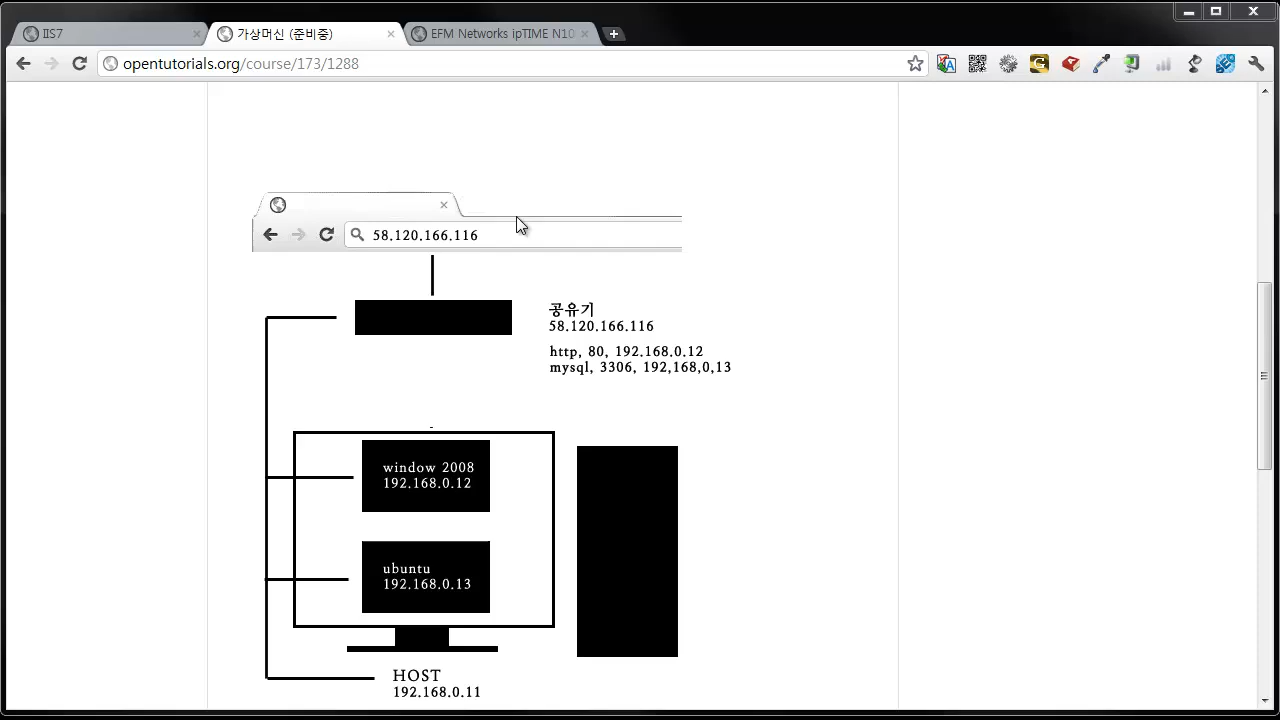 IIS7
가상머신 (준비중)
EFM Networks ipTIME N10
opentutorials.org/course/173/1288
58.120.166.116
공유기
58.120.166.116
http, 80, 192.168.0.12
mysql, 3306, 192,168,0,13
window 2008
192.168.0.12
ubuntu
192.168.0.13
HOST
192.168.0.11